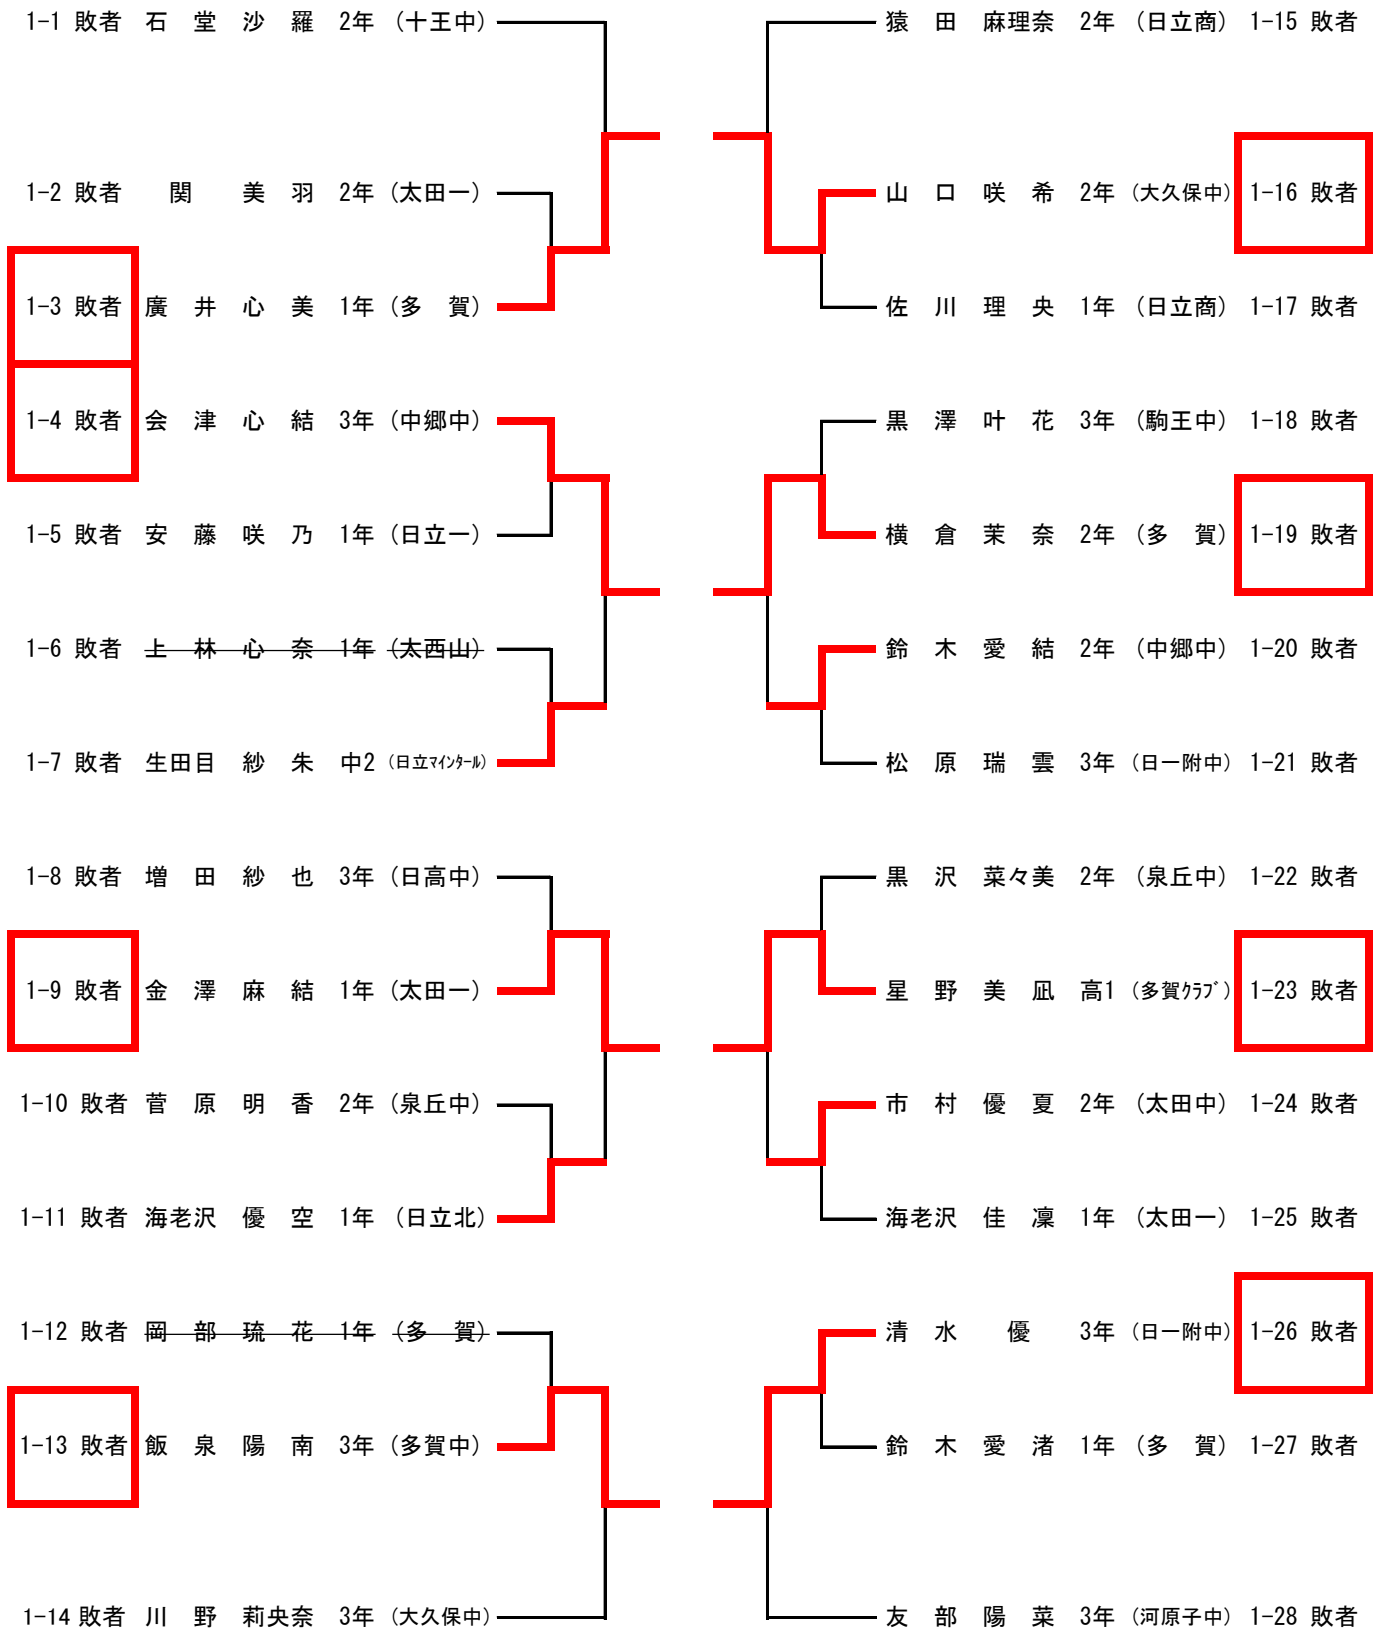 1-1 敗者 石 堂 沙 羅 2年 (十王中)
1-2 敗者 関 美 羽 2年 (太田一)
1-3 敗者 廣 井 心 美 1年 (多 賀)
1-4 敗者 会 津 心 結 3年 (中郷中)
1-5 敗者 安 藤 咲 乃 1年 (日立一)
1-6 敗者 上 林 心 奈 1年 (太西山)
1-7 敗者 生田目 紗 朱 中2 (日立マインタール)
1-8 敗者 増 田 紗 也 3年 (日高中)
1-9 敗者 金 澤 麻 結 1年 (太田一)
1-10 敗者 菅 原 明 香 2年 (泉丘中)
1-11 敗者 海老沢 優 空 1年 (日立北)
1-12 敗者 岡 部 琉 花 1年 (多 賀)
1-13 敗者 飯 泉 陽 南 3年 (多賀中)
1-14 敗者 川 野 莉央奈 3年 (大久保中)
猿 田 麻理奈 2年 (日立商) 1-15 敗者
山 口 咲 希 2年 (大久保中) 1-16 敗者
佐 川 理 央 1年 (日立商) 1-17 敗者
黒 澤 叶 花 3年 (駒王中) 1-18 敗者
横 倉 茉 奈 2年 (多 賀) 1-19 敗者
鈴 木 愛 結 2年 (中郷中) 1-20 敗者
松 原 瑞 雲 3年 (日一附中) 1-21 敗者
黒 沢 菜々美 2年 (泉丘中) 1-22 敗者
星 野 美 凪 高1 (多賀クラブ) 1-23 敗者
市 村 優 夏 2年 (太田中) 1-24 敗者
海老沢 佳 凜 1年 (太田一) 1-25 敗者
清 水 優 3年 (日一附中) 1-26 敗者
鈴 木 愛 渚 1年 (多 賀) 1-27 敗者
友 部 陽 菜 3年 (河原子中) 1-28 敗者